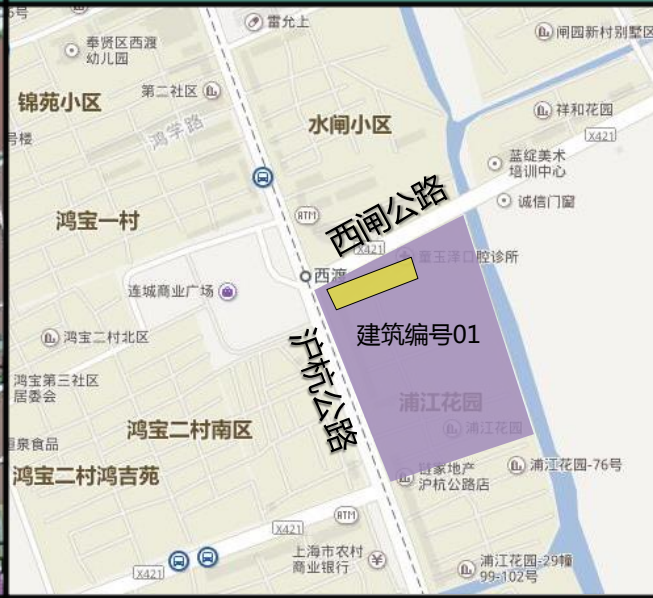 5号
雷允上
奉贤区西渡
幼儿园
闸园新村别墅区
第二社区
锦苑小区
祥和花园
水闸小区
鸿学路
X421
号楼
蓝绽美术
培训中心
诚信门窗
ATM
鸿宝一村
西闸公路
X421
童玉泽口腔诊所
西渡
连城商业广场
建筑编号01
鸿宝二村北区
沪杭公路
鸿宝第三社区
居委会
浦江花园
浦江花园
鸿宝二村南区
恒泉食品
浦江花园-76号
鸿宝二村鸿吉苑
沪杭公路店
ATM
X421
上海市农村
商业银行
浦江花园-29幢
99-102号
X421